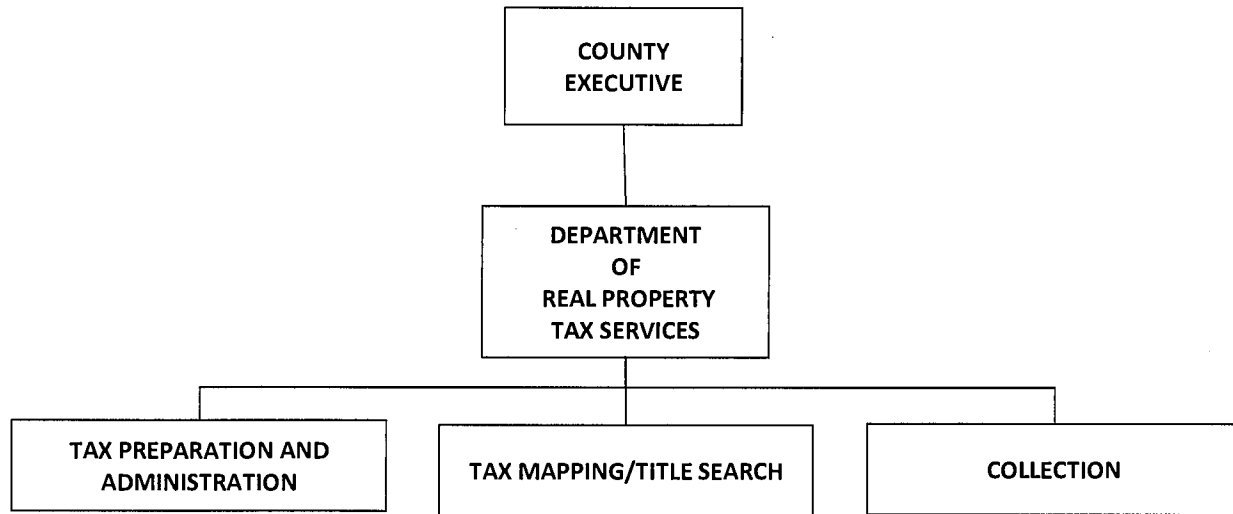 COUNTY
EXECUTIVE
DEPARTMENT
OF
REAL PROPERTY
TAX SERVICES
TAX PREPARATION AND
ADMINISTRATION
TAX MAPPING/TITLE SEARCH
COLLECTION